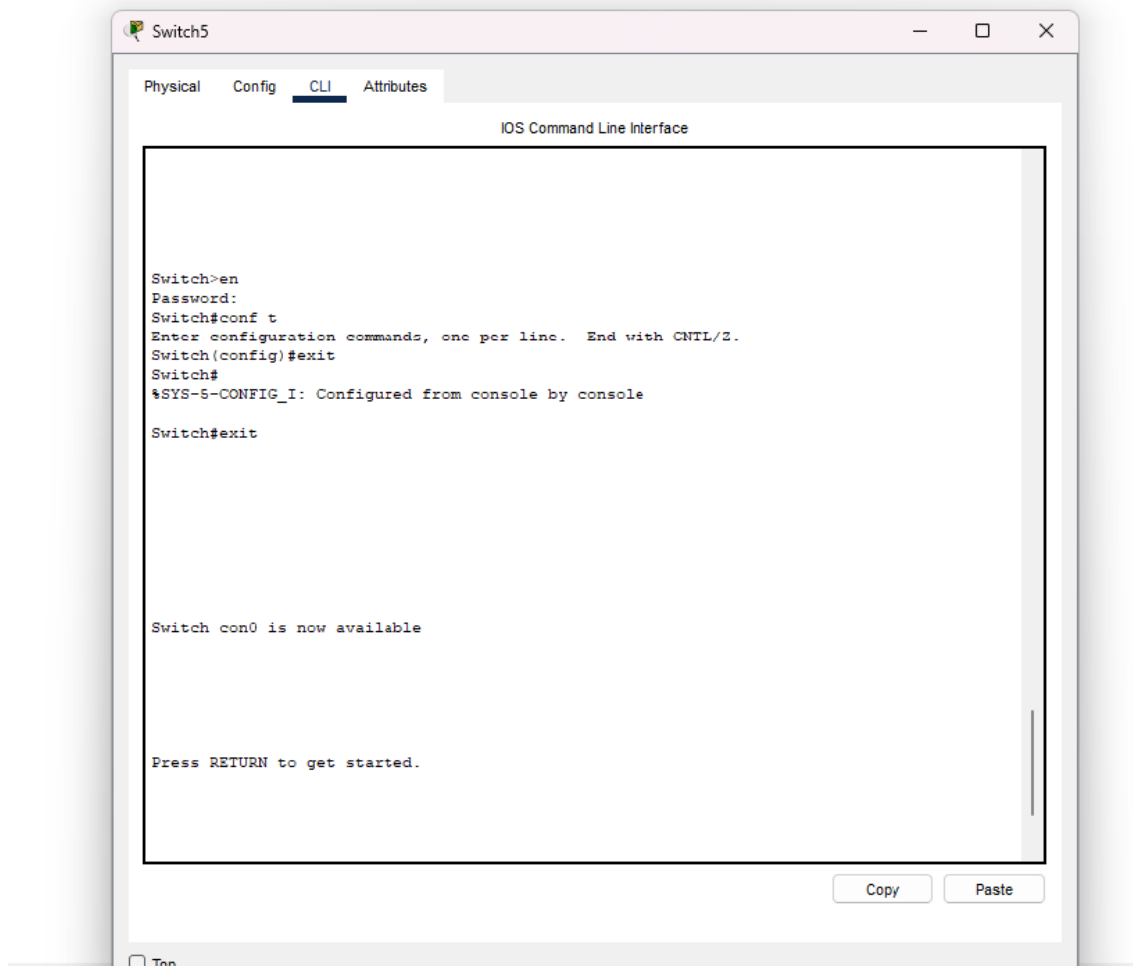 Switch5
Physical Config CLI Attributes
IOS Command Line Interface
Switch>en
Password:
Switch#conf t
Enter configuration commands, one per line. End with CNTL/Z.
Switch(config)#exit
Switch#
%SYS-5-CONFIG_I: Configured from console by console
Switch#exit
Switch con0 is now available
Press RETURN to get started.
Copy Paste
Top